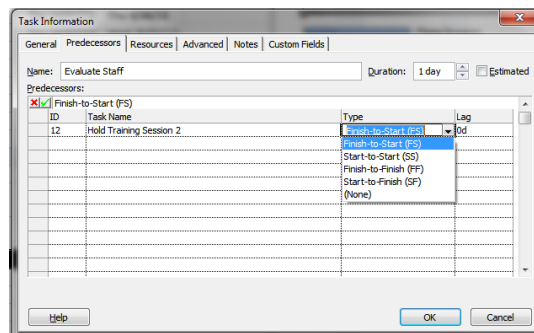 Task Information
General Predecessors Resources Advanced Notes Custom Fields
Name: Evaluate Staff Duration: 1 day Estimated
Predecessors:
Finish-to-Start (FS)
ID Task Name Type Lag
12 Hold Training Session 2 Finish-to-Start (FS) 0d
Finish-to-Start (FS)
Start-to-Start (SS)
Finish-to-Finish (FF)
Start-to-Finish (SF)
(None)
Help OK Cancel